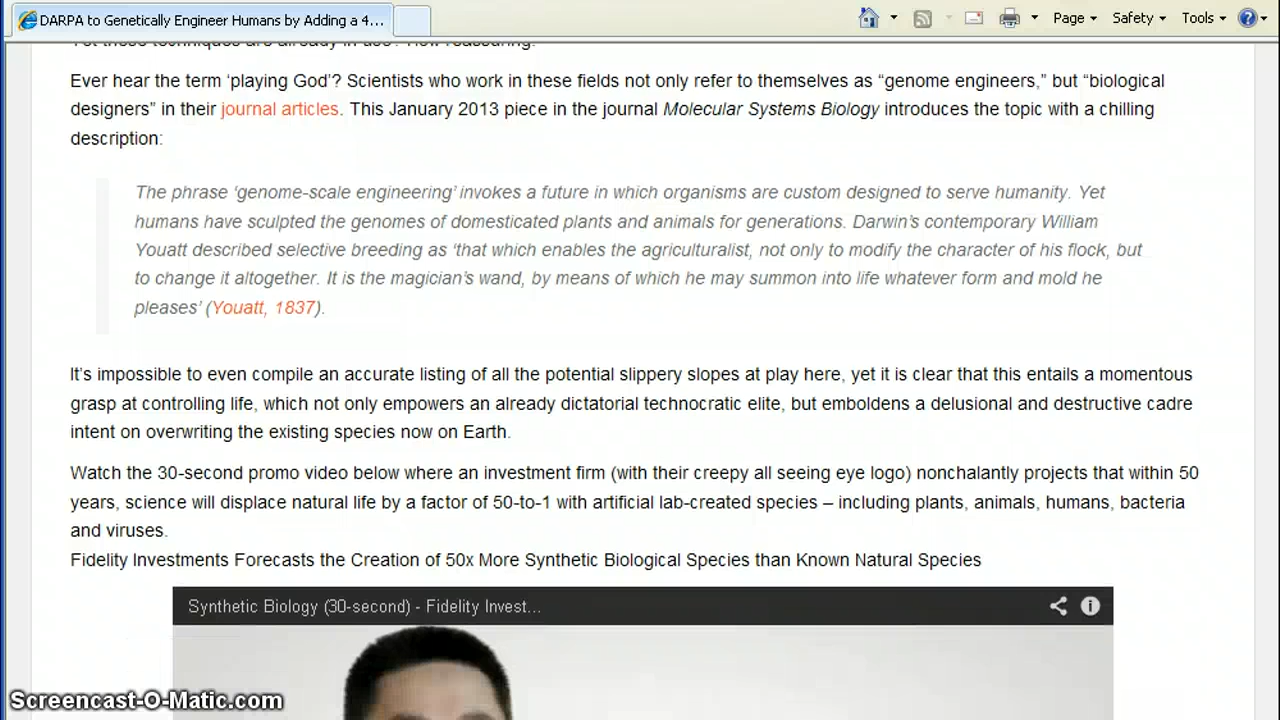 DARPA to Genetically Engineer Humans by Adding a 4...
Page
Safety
Tools
Yet these techniques are already in use? How reassuring.
Ever hear the term ‘playing God’? Scientists who work in these fields not only refer to themselves as “genome engineers,” but “biological
designers” in their journal articles. This January 2013 piece in the journal Molecular Systems Biology introduces the topic with a chilling
description:
The phrase ‘genome-scale engineering’ invokes a future in which organisms are custom designed to serve humanity. Yet
humans have sculpted the genomes of domesticated plants and animals for generations. Darwin’s contemporary William
Youatt described selective breeding as ‘that which enables the agriculturalist, not only to modify the character of his flock, but
to change it altogether. It is the magician’s wand, by means of which he may summon into life whatever form and mold he
pleases’ (Youatt, 1837).
It’s impossible to even compile an accurate listing of all the potential slippery slopes at play here, yet it is clear that this entails a momentous
grasp at controlling life, which not only empowers an already dictatorial technocratic elite, but emboldens a delusional and destructive cadre
intent on overwriting the existing species now on Earth.
Watch the 30-second promo video below where an investment firm (with their creepy all seeing eye logo) nonchalantly projects that within 50
years, science will displace natural life by a factor of 50-to-1 with artificial lab-created species – including plants, animals, humans, bacteria
and viruses.
Fidelity Investments Forecasts the Creation of 50x More Synthetic Biological Species than Known Natural Species
Synthetic Biology (30-second) - Fidelity Invest...
Screencast-O-Matic.com